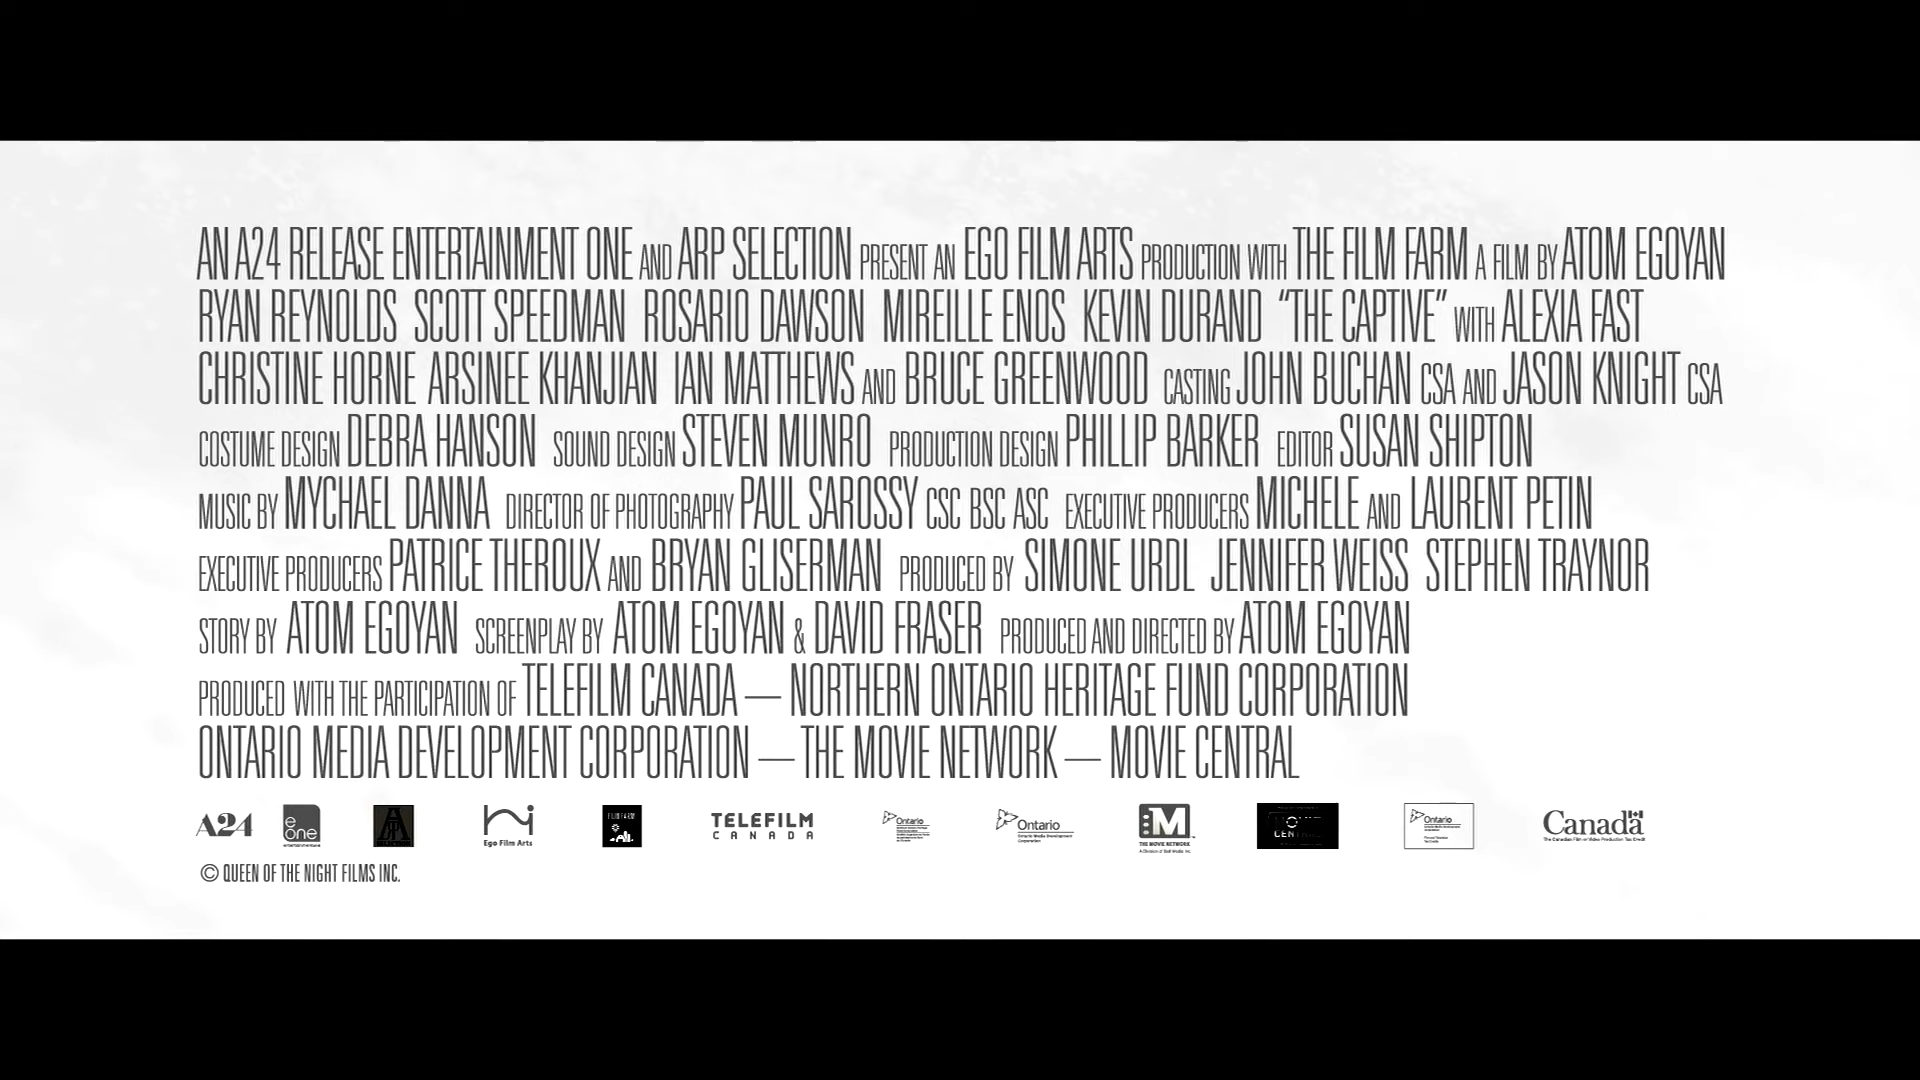 AN A24 RELEASE ENTERTAINMENT ONE AND ARP SELECTION PRESENT AN EGO FILM ARTS PRODUCTION WITH THE FILM FARM A FILM BY ATOM EGOYAN
RYAN REYNOLDS SCOTT SPEEDMAN ROSARIO DAWSON MIREILLE ENOS KEVIN DURAND “THE CAPTIVE” WITH ALEXIA FAST
CHRISTINE HORNE ARSINEE KHANJIAN IAN MATTHEWS AND BRUCE GREENWOOD CASTING JOHN BUCHAN CSA AND JASON KNIGHT CSA
COSTUME DESIGN DEBRA HANSON SOUND DESIGN STEVEN MUNRO PRODUCTION DESIGN PHILLIP BARKER EDITOR SUSAN SHIPTON
MUSIC BY MYCHAEL DANNA DIRECTOR OF PHOTOGRAPHY PAUL SAROSSY CSC BSC ASC EXECUTIVE PRODUCERS MICHELE AND LAURENT PETIN
EXECUTIVE PRODUCERS PATRICE THEROUX AND BRYAN GLISERMAN PRODUCED BY SIMONE URDL JENNIFER WEISS STEPHEN TRAYNOR
STORY BY ATOM EGOYAN SCREENPLAY BY ATOM EGOYAN & DAVID FRASER PRODUCED AND DIRECTED BY ATOM EGOYAN
PRODUCED WITH THE PARTICIPATION OF TELEFILM CANADA — NORTHERN ONTARIO HERITAGE FUND CORPORATION
ONTARIO MEDIA DEVELOPMENT CORPORATION — THE MOVIE NETWORK — MOVIE CENTRAL
A24 e one entertainment Ego Film Arts FILM FARM TELEFILM CANADA Ontario Ontario Ontario Media Development Corporation M THE MOVIE NETWORK Ontario Canada
© QUEEN OF THE NIGHT FILMS INC.